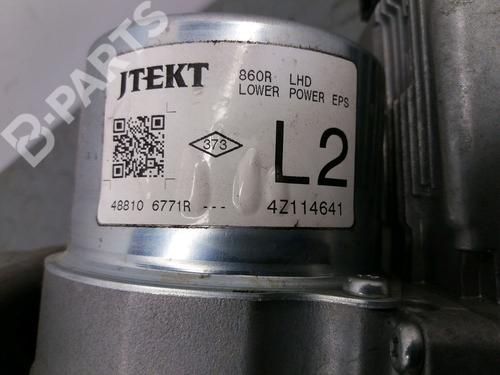 B-PARTS
JTEKT
860R LHD
LOWER POWER EPS
373
L2
48810 6771R --- 4Z114641